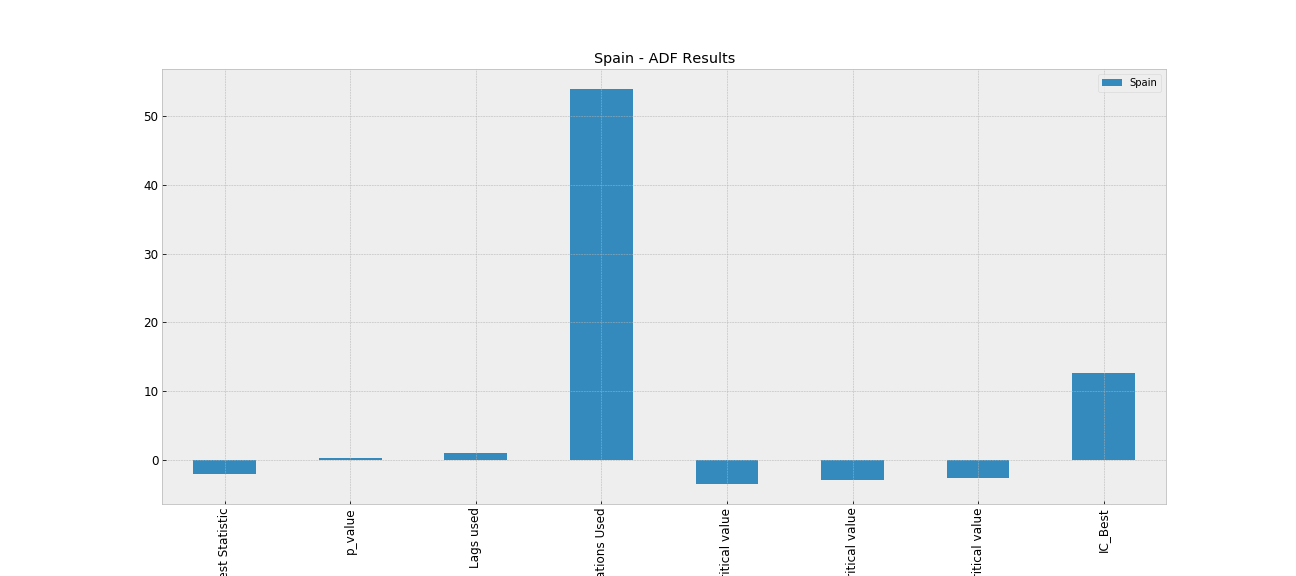 Spain - ADF Results
Spain
50
40
30
20
10
0
est Statistic
p_value
Lags used
ations Used
ritical value
ritical value
ritical value
IC_Best